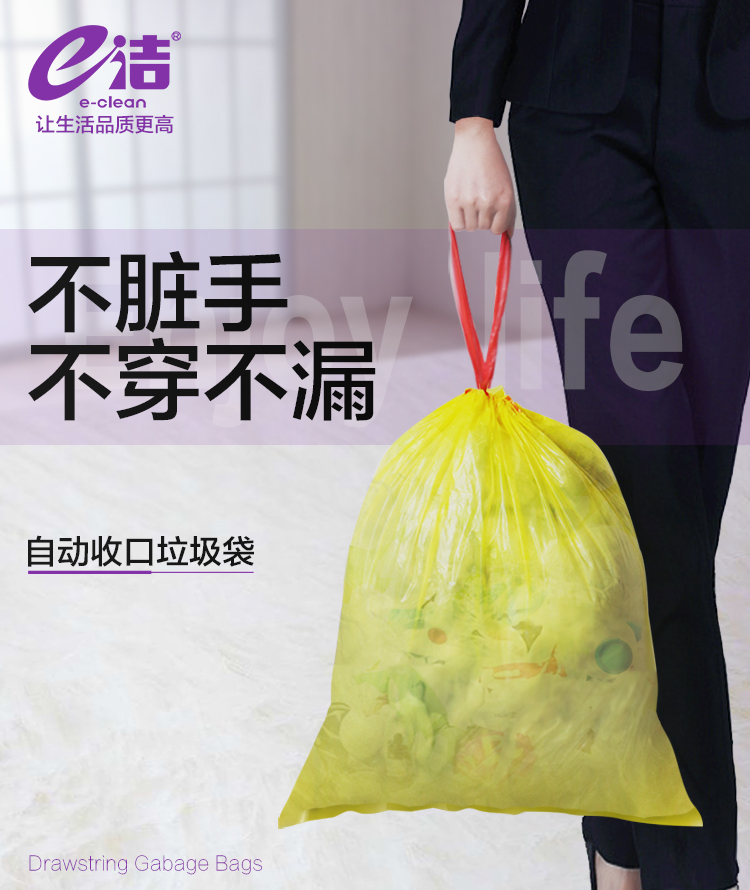 e洁®
e-clean
让生活品质更高
Enjoy life
不脏手
不穿不漏
自动收口垃圾袋
Drawstring Gabage Bags